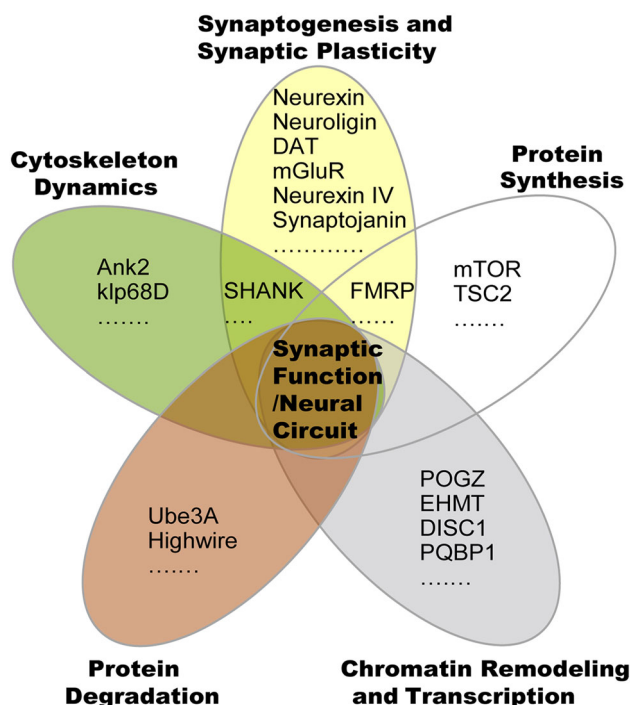 Synaptogenesis and
Synaptic Plasticity
Neurexin
Neuroligin
DAT
mGluR
Neurexin IV
Synaptojanin
............
Cytoskeleton
Dynamics
Ank2
klp68D
.......
SHANK
....
FMRP
......
Protein
Synthesis
mTOR
TSC2
.......
Synaptic
Function
/Neural
Circuit
Ube3A
Highwire
.......
POGZ
EHMT
DISC1
PQBP1
.......
Protein
Degradation
Chromatin Remodeling
and Transcription